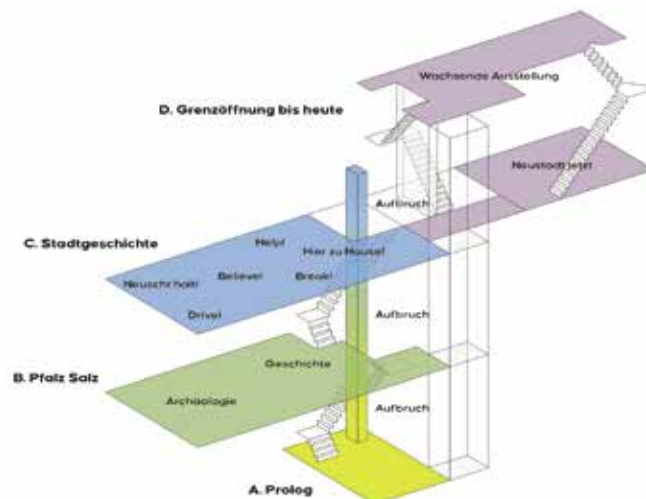 Wachsende Ausstellung
D. Grenzöffnung bis heute
Neustadt jetzt
Aufbruch
C. Stadtgeschichte
Help!
Hier zu Hause!
Believe!
Break!
Drive!
Aufbruch
Geschichte
B. Pfalz Salz
Archäologie
Aufbruch
A. Prolog